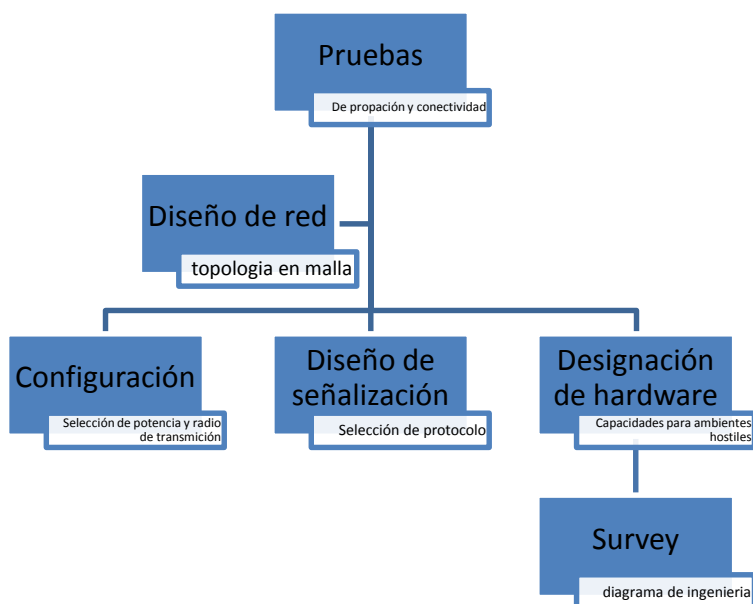 Pruebas
De propación y conectividad
Diseño de red
topologia en malla
Configuración
Selección de potencia y radio
de transmición
Diseño de
señalización
Selección de protocolo
Designación
de hardware
Capacidades para ambientes
hostiles
Survey
diagrama de ingenieria